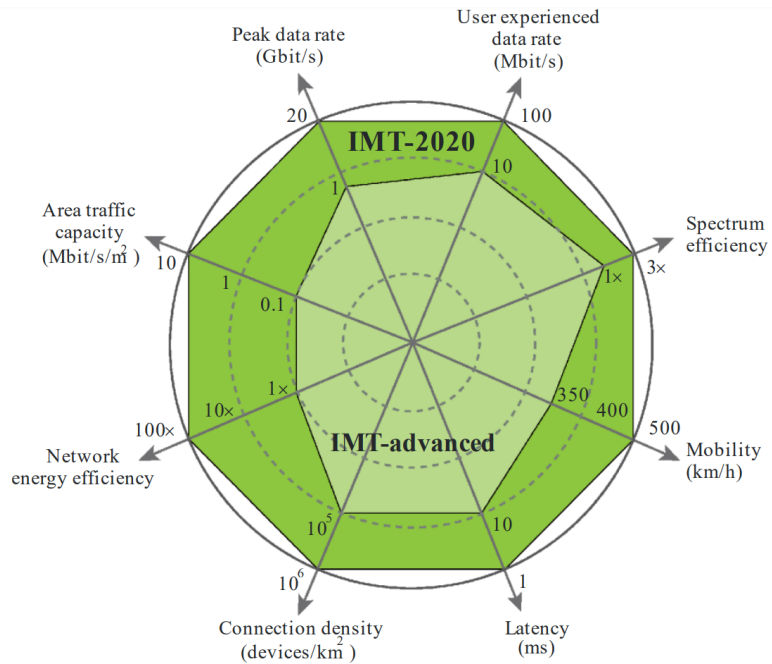 Peak data rate
(Gbit/s)
User experienced
data rate
(Mbit/s)
20
100
IMT-2020
1
10
Area traffic
capacity
(Mbit/s/m²)
10
1
0.1
Spectrum
efficiency
1×
3×
1×
10×
100×
Network
energy efficiency
350
400
500
Mobility
(km/h)
IMT-advanced
10⁵
10⁶
10
1
Connection density
(devices/km²)
Latency
(ms)